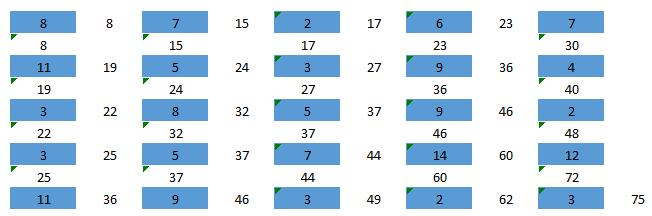 8 8 7 15 2 17 6 23 7
8 15 17 23 30
11 19 5 24 3 27 9 36 4
19 24 27 36 40
3 22 8 32 5 37 9 46 2
22 32 37 46 48
3 25 5 37 7 44 14 60 12
25 37 44 60 72
11 36 9 46 3 49 2 62 3 75